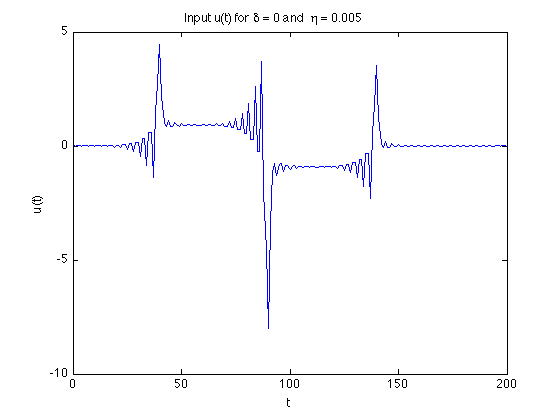 Input u(t) for δ = 0 and η = 0.005
5
0
-5
-10
u(t)
0 50 100 150 200
t